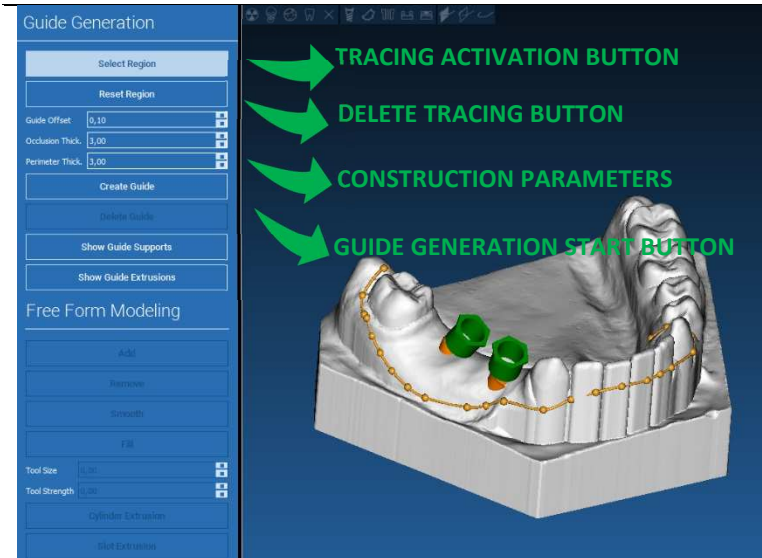 Guide Generation
Select Region
TRACING ACTIVATION BUTTON
Reset Region
DELETE TRACING BUTTON
Guide Offset 0,10
Occlusion Thick. 3,00
Perimeter Thick. 3,00
CONSTRUCTION PARAMETERS
Create Guide
Delete Guide
GUIDE GENERATION START BUTTON
Show Guide Supports
Show Guide Extrusions
Free Form Modeling
Add
Remove
Smooth
Fill
Tool Size
Tool Strength
Cylinder Extrusion
Slot Extrusion